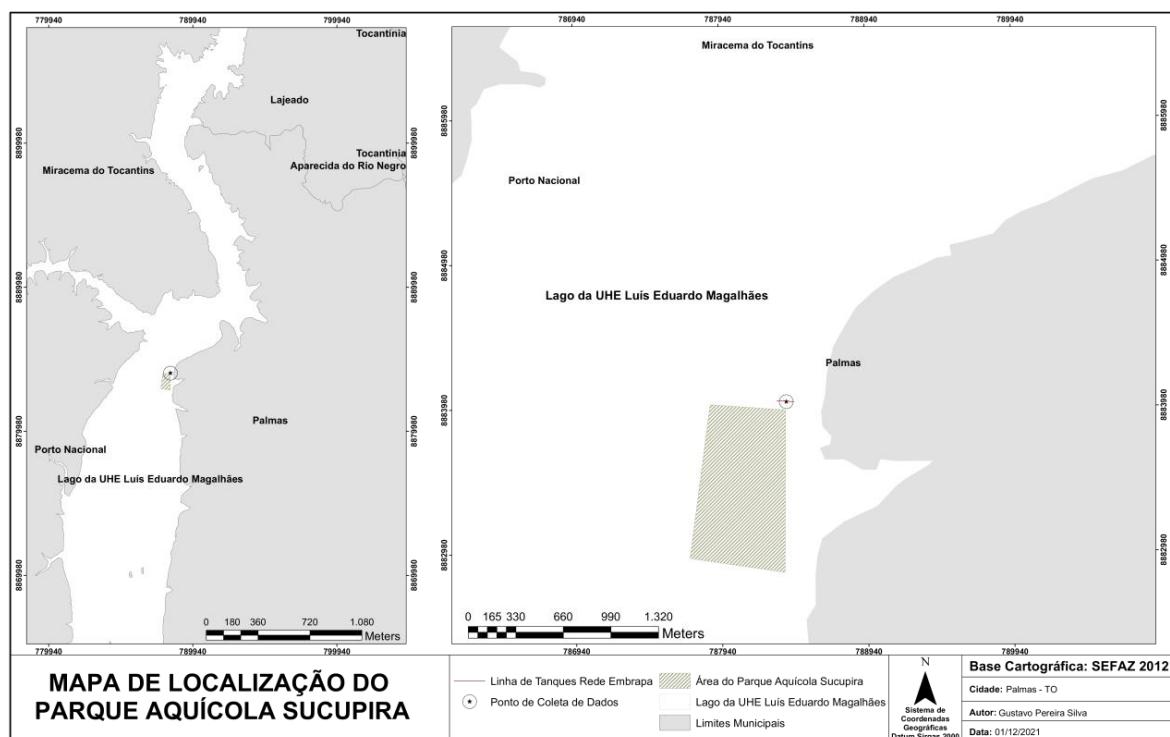 779940 789940 799940
786940 787940 788940 789940
Tocantínia
Lajeado
8899980
8899980
Tocantínia
Aparecida do Rio Negro
Miracema do Tocantins
8889980
8889980
Palmas
8879980
8879980
Porto Nacional
Lago da UHE Luís Eduardo Magalhães
8869980
8869980
0 180 360 720 1.080
Meters
779940 789940 799940
Miracema do Tocantins
8885980
8885980
Porto Nacional
8884980
8884980
Lago da UHE Luís Eduardo Magalhães
Palmas
8883980
8883980
8882980
8882980
0 165 330 660 990 1.320
Meters
786940 787940 788940 789940
MAPA DE LOCALIZAÇÃO DO
PARQUE AQUÍCOLA SUCUPIRA
Linha de Tanques Rede Embrapa
Ponto de Coleta de Dados
Área do Parque Aquícola Sucupira
Lago da UHE Luís Eduardo Magalhães
Limites Municipais
N
Sistema de
Coordenadas
Geográficas
Datum Sirgas 2000
Base Cartográfica: SEFAZ 2012
Cidade: Palmas - TO
Autor: Gustavo Pereira Silva
Data: 01/12/2021